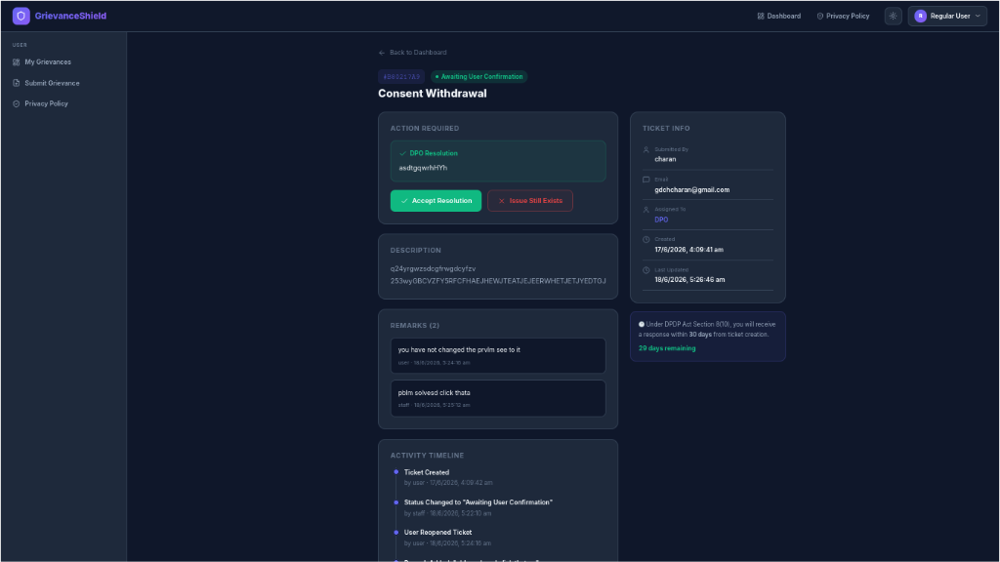 GrievanceShield
Dashboard
Privacy Policy
R
Regular User
USER
My Grievances
Submit Grievance
Privacy Policy
← Back to Dashboard
Awaiting User Confirmation
Consent Withdrawal
ACTION REQUIRED
DPO Resolution
asdtgqwrhHYh
Accept Resolution
Issue Still Exists
DESCRIPTION
q24yrgwzsdcgfrwgdcyfzv
253wyGBCVZFYSRFCFHAEJHEWJTEATJEJEERWHETJETJYEDTGJ
REMARKS (2)
you have not changed the prvlm see to it
user · 18/6/2026, 5:24:16 am
pblm solvesd click thata
staff · 18/6/2026, 5:25:12 am
ACTIVITY TIMELINE
Ticket Created
by user · 17/6/2026, 4:09:42 am
Status Changed to "Awaiting User Confirmation"
by staff · 18/6/2026, 5:22:10 am
User Reopened Ticket
by user · 18/6/2026, 5:24:16 am
TICKET INFO
Submitted By
charan
Email
gdchcharan@gmail.com
Assigned To
DPO
Created
17/6/2026, 4:09:41 am
Last Updated
18/6/2026, 5:26:46 am
Under DPDP Act Section 8(10), you will receive
a response within 30 days from ticket creation.
29 days remaining